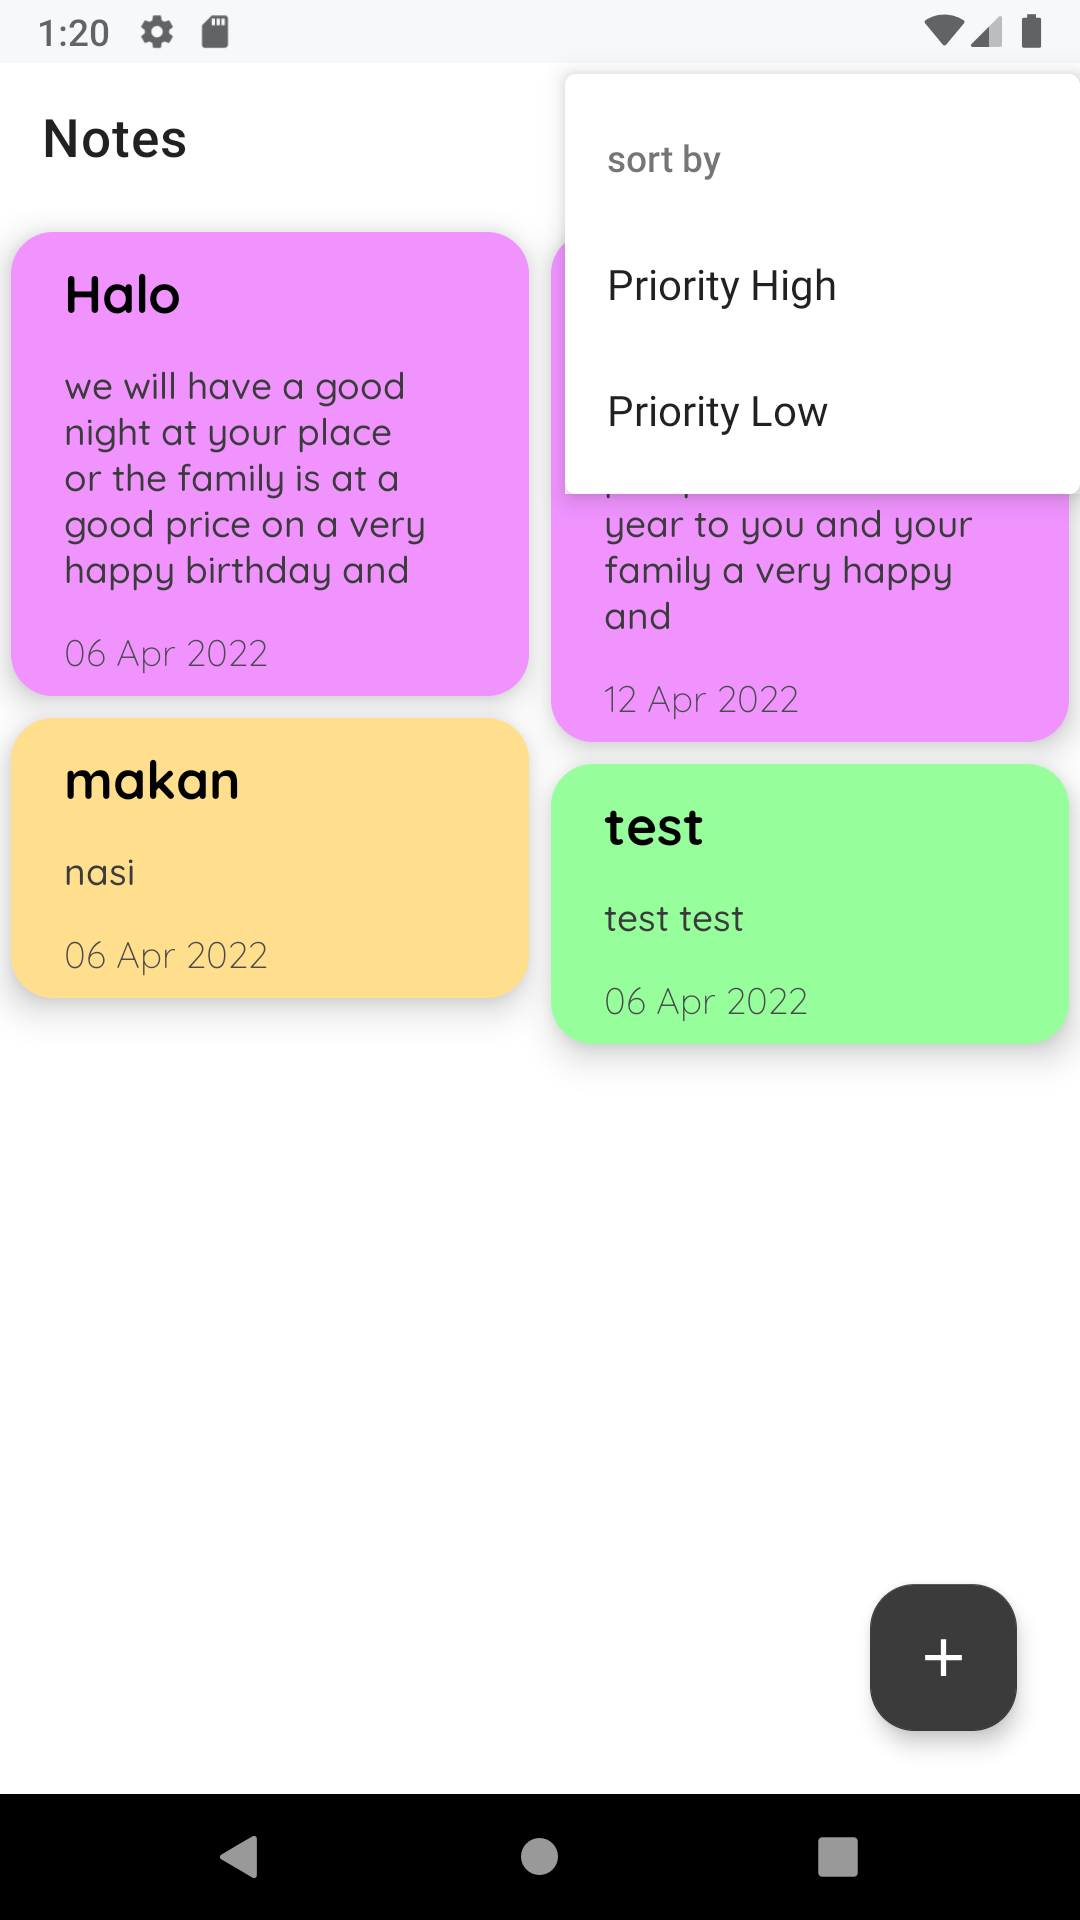 1:20
Notes
sort by
Priority High
Priority Low
Halo
we will have a good
night at your place
or the family is at a
good price on a very
happy birthday and
06 Apr 2022
year to you and your
family a very happy
and
12 Apr 2022
makan
nasi
06 Apr 2022
test
test test
06 Apr 2022